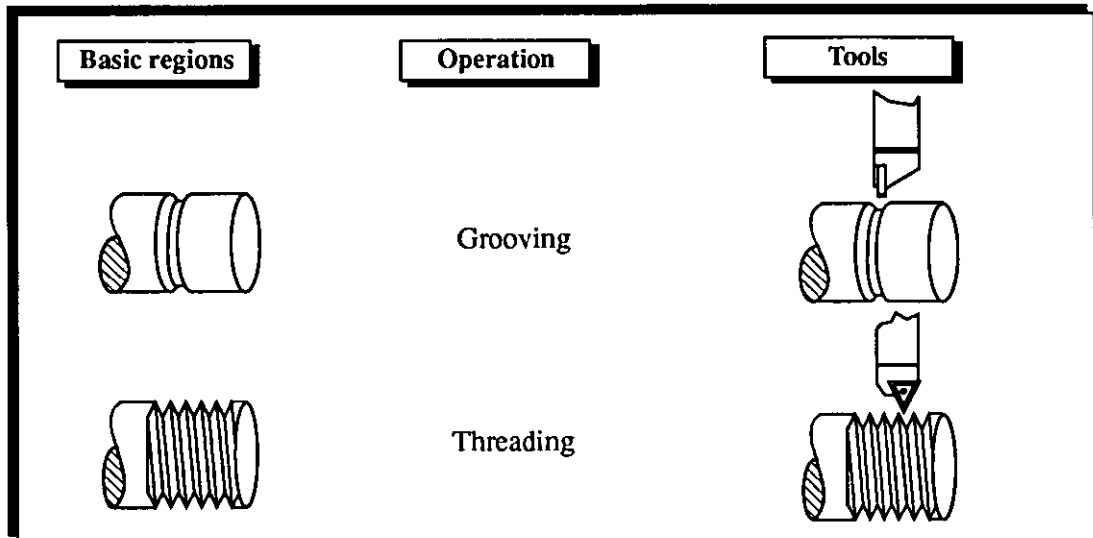 Basic regions
Operation
Tools
Grooving
Threading